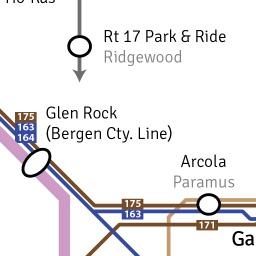 Rt 17 Park & Ride
Ridgewood
175
163
164
Glen Rock
(Bergen Cty. Line)
Arcola
Paramus
175
163
171